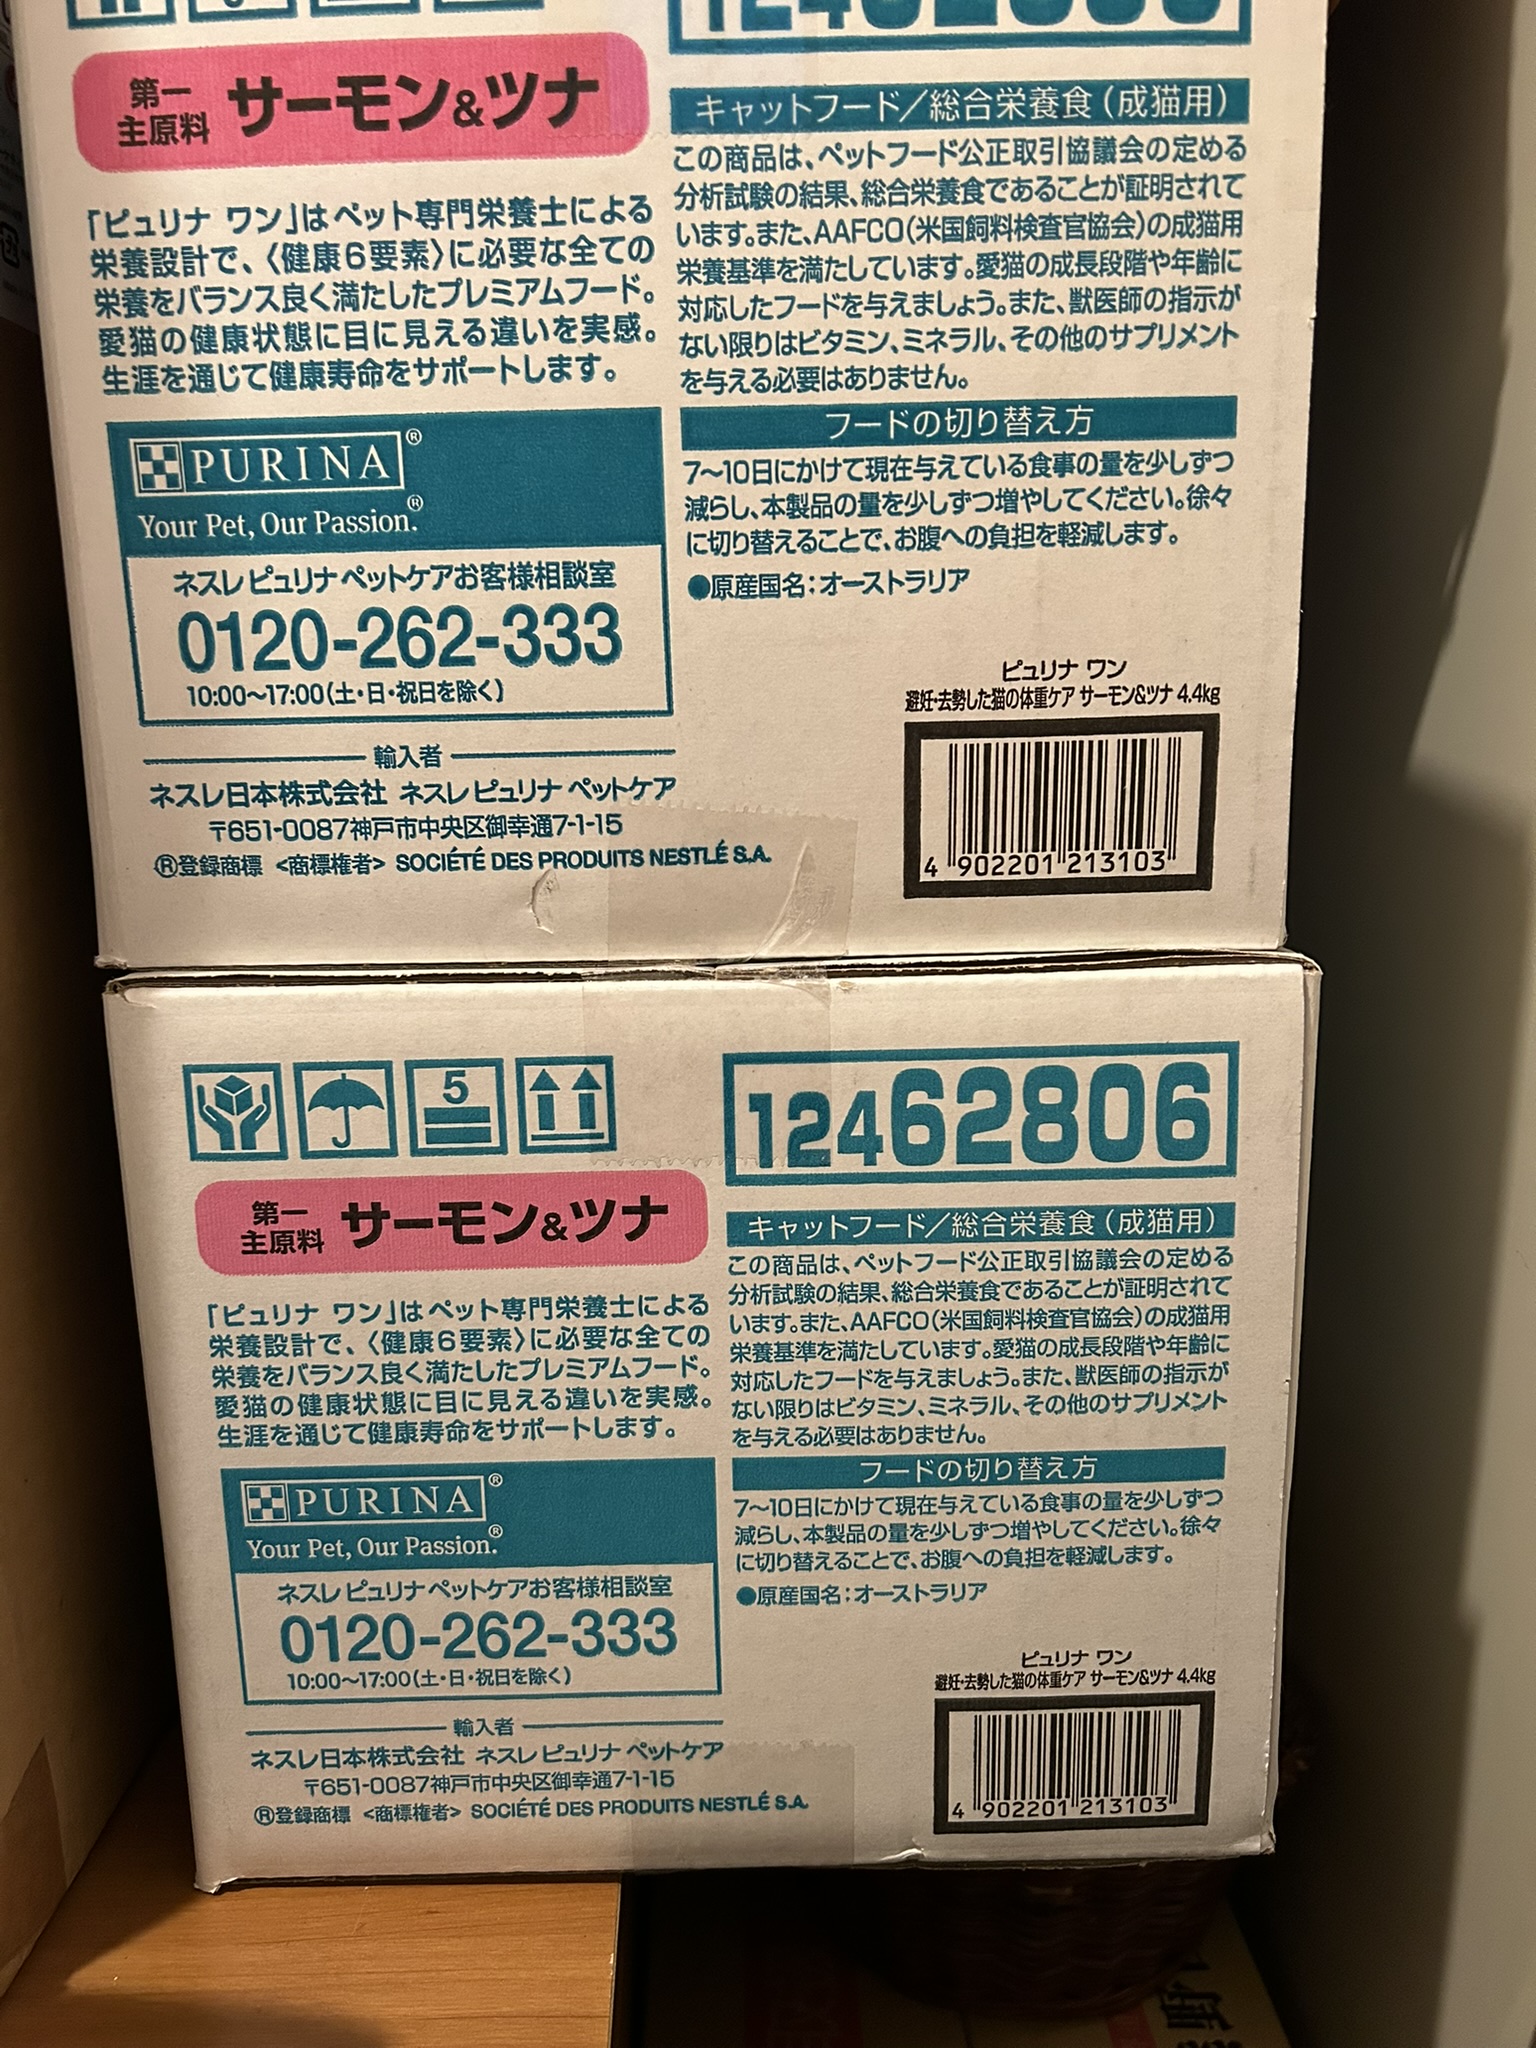 第一
主原料 サーモン&ツナ
「ピュリナ ワン」はペット専門栄養士による
栄養設計で、〈健康6要素〉に必要な全ての
栄養をバランス良く満たしたプレミアムフード。
愛猫の健康状態に目に見える違いを実感。
生涯を通じて健康寿命をサポートします。
PURINA®
Your Pet, Our Passion.®
ネスレ ピュリナ ペットケアお客様相談室
0120-262-333
10:00〜17:00(土・日・祝日を除く)
輸入者
ネスレ日本株式会社 ネスレ ピュリナ ペットケア
〒651-0087神戸市中央区御幸通7-1-15
®登録商標 <商標権者> SOCIÉTÉ DES PRODUITS NESTLÉ S.A.
キャットフード/総合栄養食(成猫用)
この商品は、ペットフード公正取引協議会の定める
分析試験の結果、総合栄養食であることが証明されて
います。また、AAFCO(米国飼料検査官協会)の成猫用
栄養基準を満たしています。愛猫の成長段階や年齢に
対応したフードを与えましょう。また、獣医師の指示が
ない限りはビタミン、ミネラル、その他のサプリメント
を与える必要はありません。
フードの切り替え方
7〜10日にかけて現在与えている食事の量を少しずつ
減らし、本製品の量を少しずつ増やしてください。徐々
に切り替えることで、お腹への負担を軽減します。
●原産国名:オーストラリア
ピュリナ ワン
避妊・去勢した猫の体重ケア サーモン&ツナ 4.4kg
4 902201 213103
5
12462806
第一
主原料 サーモン&ツナ
「ピュリナ ワン」はペット専門栄養士による
栄養設計で、〈健康6要素〉に必要な全ての
栄養をバランス良く満たしたプレミアムフード。
愛猫の健康状態に目に見える違いを実感。
生涯を通じて健康寿命をサポートします。
PURINA®
Your Pet, Our Passion.®
ネスレ ピュリナ ペットケアお客様相談室
0120-262-333
10:00〜17:00(土・日・祝日を除く)
輸入者
ネスレ日本株式会社 ネスレ ピュリナ ペットケア
〒651-0087神戸市中央区御幸通7-1-15
®登録商標 <商標権者> SOCIÉTÉ DES PRODUITS NESTLÉ S.A.
キャットフード/総合栄養食(成猫用)
この商品は、ペットフード公正取引協議会の定める
分析試験の結果、総合栄養食であることが証明されて
います。また、AAFCO(米国飼料検査官協会)の成猫用
栄養基準を満たしています。愛猫の成長段階や年齢に
対応したフードを与えましょう。また、獣医師の指示が
ない限りはビタミン、ミネラル、その他のサプリメント
を与える必要はありません。
フードの切り替え方
7〜10日にかけて現在与えている食事の量を少しずつ
減らし、本製品の量を少しずつ増やしてください。徐々
に切り替えることで、お腹への負担を軽減します。
●原産国名:オーストラリア
ピュリナ ワン
避妊・去勢した猫の体重ケア サーモン&ツナ 4.4kg
4 902201 213103